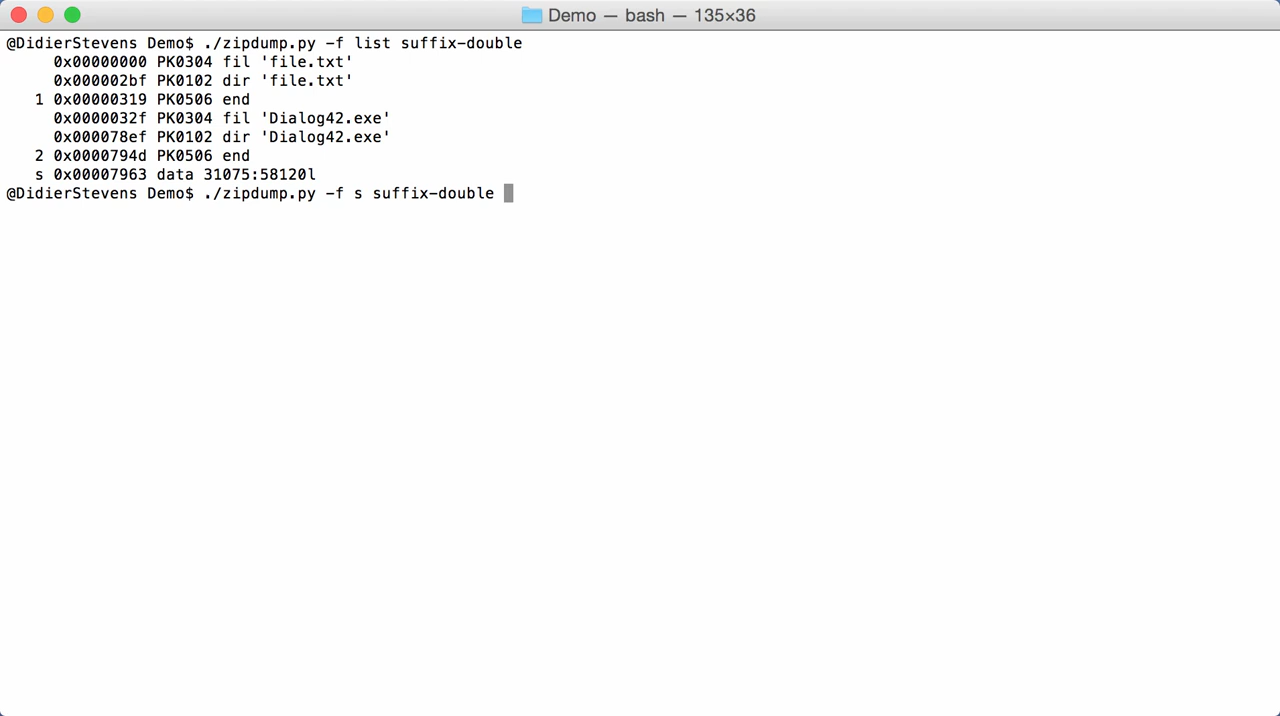 Demo — bash — 135×36
@DidierStevens Demo$ ./zipdump.py -f list suffix-double
0x00000000 PK0304 fil 'file.txt'
0x000002bf PK0102 dir 'file.txt'
1 0x00000319 PK0506 end
0x0000032f PK0304 fil 'Dialog42.exe'
0x000078ef PK0102 dir 'Dialog42.exe'
2 0x0000794d PK0506 end
s 0x00007963 data 31075:58120l
@DidierStevens Demo$ ./zipdump.py -f s suffix-double